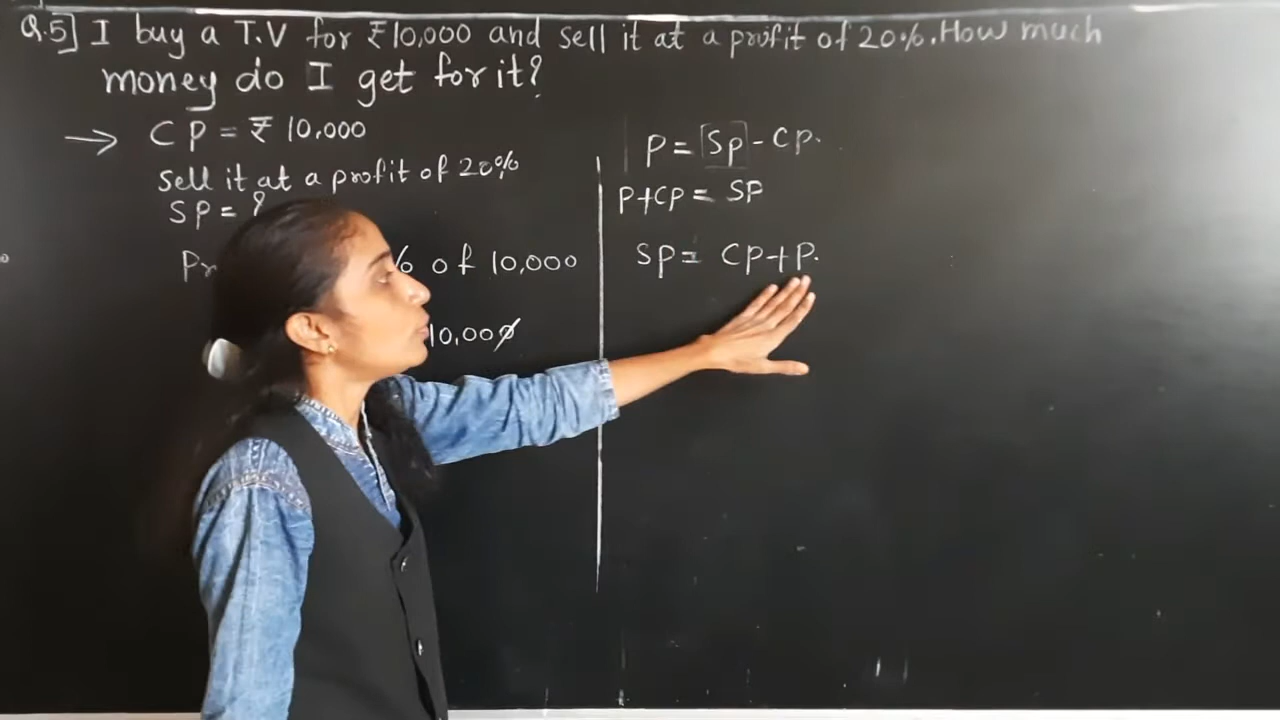 Q.5] I buy a T.V for ₹10,000 and sell it at a profit of 20%. How much
money do I get for it?
→ CP = ₹ 10,000
sell it at a profit of 20%
SP = ?
% of 10,000
10,000
P = SP - CP.
P+CP = SP
SP = CP+P.